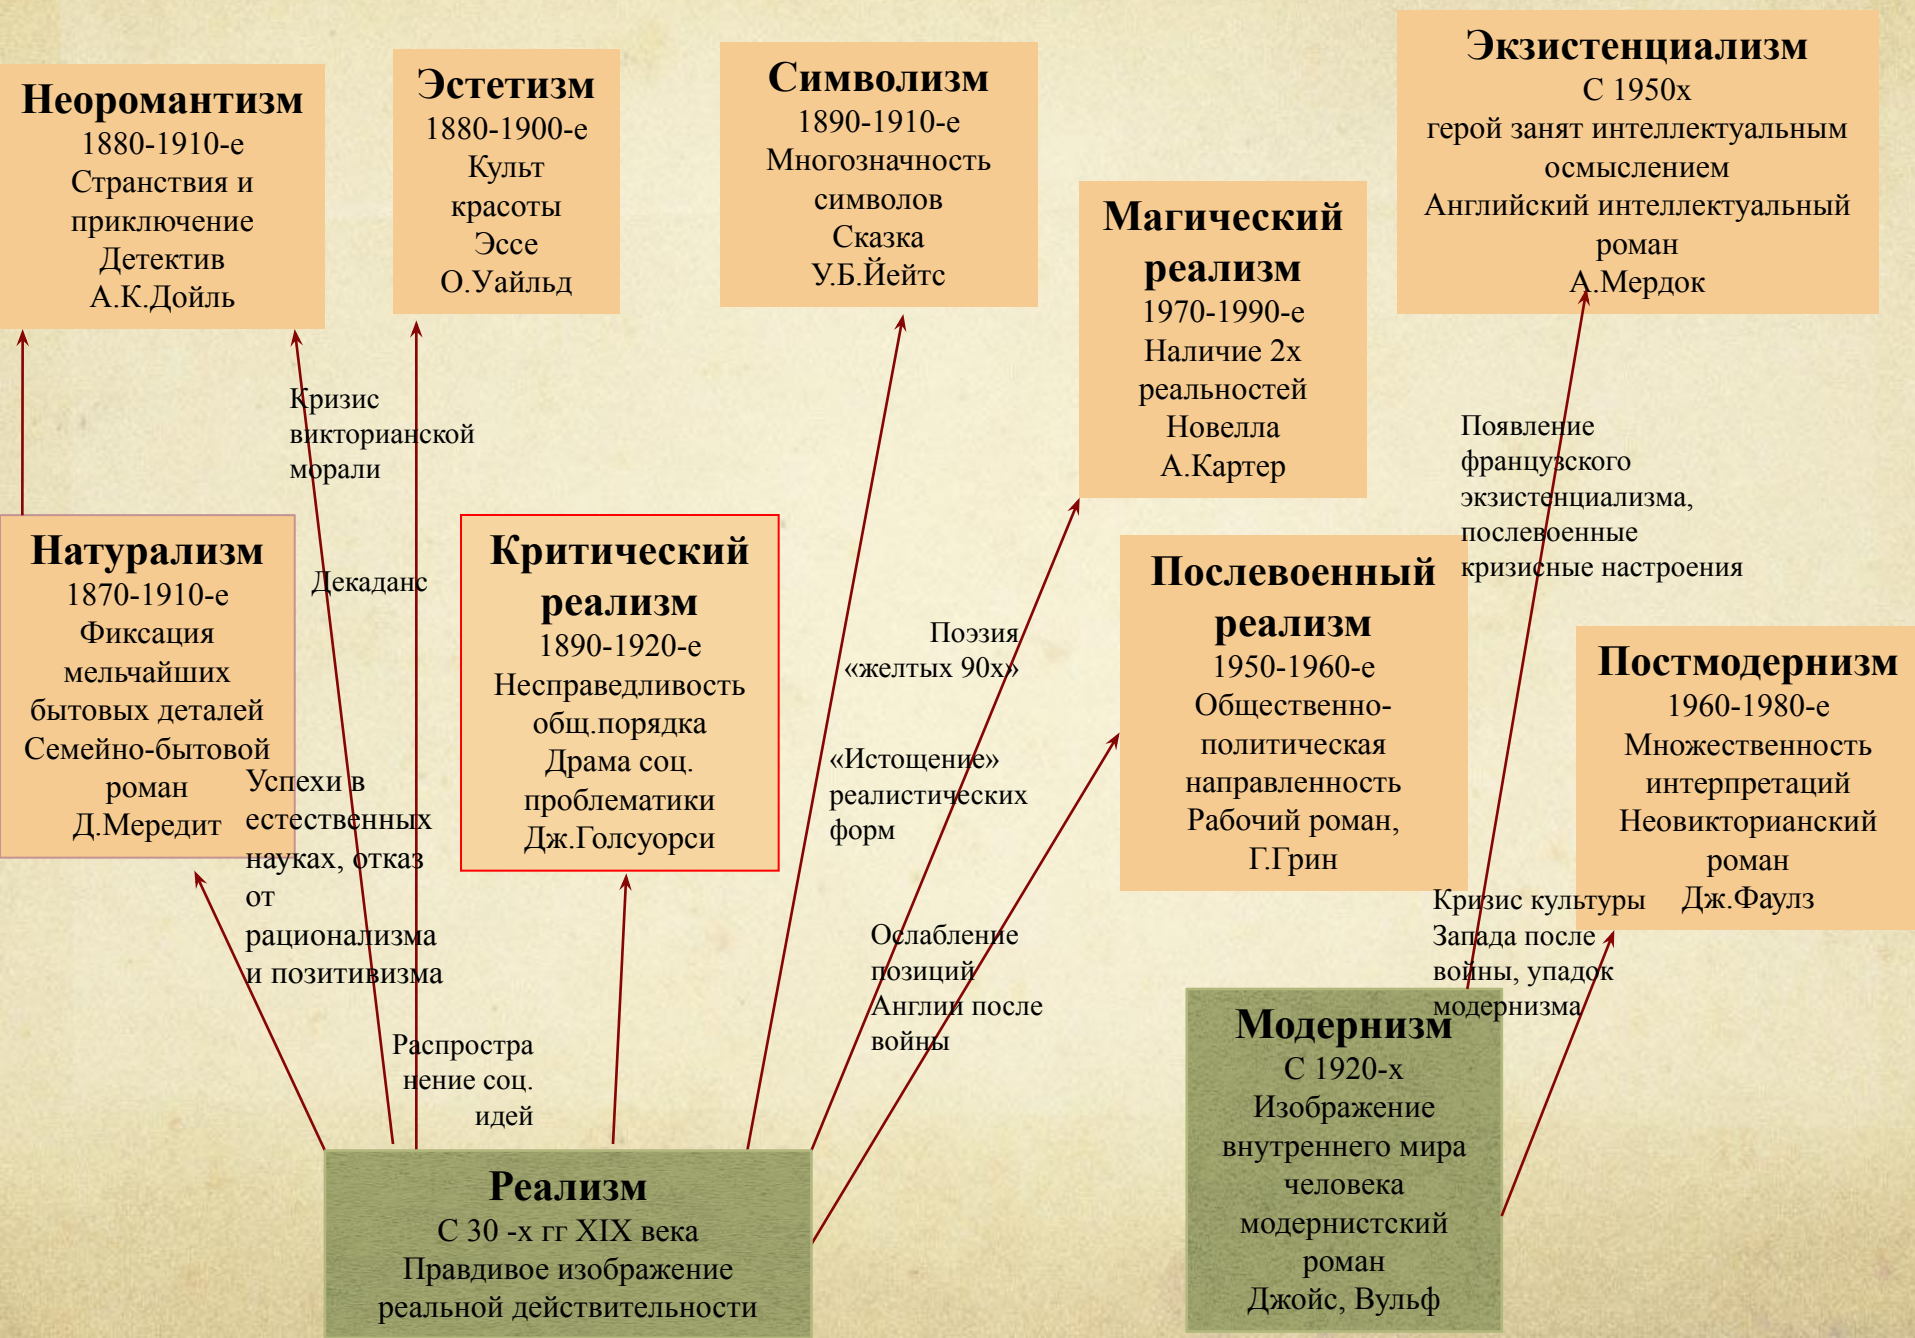 Неоромантизм
1880-1910-е
Странствия и
приключение
Детектив
А.К.Дойль
Эстетизм
1880-1900-е
Культ
красоты
Эссе
О.Уайльд
Символизм
1890-1910-е
Многозначность
символов
Сказка
У.Б.Йейтс
Магический
реализм
1970-1990-е
Наличие 2х
реальностей
Новелла
А.Картер
Экзистенциализм
С 1950х
герой занят интеллектуальным
осмыслением
Английский интеллектуальный
роман
А.Мердок
Кризис
викторианской
морали
Появление
французского
экзистенциализма,
послевоенные
кризисные настроения
Натурализм
1870-1910-е
Фиксация
мельчайших
бытовых деталей
Семейно-бытовой
роман
Д.Мередит
Декаданс
Критический
реализм
1890-1920-е
Несправедливость
общ.порядка
Драма соц.
проблематики
Дж.Голсуорси
Поэзия
«желтых 90х»
Послевоенный
реализм
1950-1960-е
Общественно-
политическая
направленность
Рабочий роман,
Г.Грин
Постмодернизм
1960-1980-е
Множественность
интерпретаций
Неовикторианский
роман
Дж.Фаулз
Успехи в
естественных
науках, отказ
от
рационализма
и позитивизма
«Истощение»
реалистических
форм
Ослабление
позиций
Англии после
войны
Кризис культуры
Запада после
войны, упадок
модернизма
Распростра
нение соц.
идей
Реализм
С 30 -х гг XIX века
Правдивое изображение
реальной действительности
Модернизм
С 1920-х
Изображение
внутреннего мира
человека
модернистский
роман
Джойс, Вульф